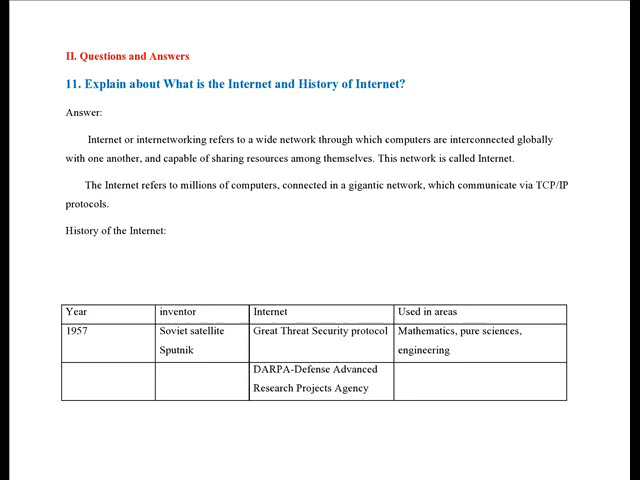 II. Questions and Answers
11. Explain about What is the Internet and History of Internet?
Answer:
Internet or internetworking refers to a wide network through which computers are interconnected globally
with one another, and capable of sharing resources among themselves. This network is called Internet.
The Internet refers to millions of computers, connected in a gigantic network, which communicate via TCP/IP
protocols.
History of the Internet:
Year inventor Internet Used in areas
1957 Soviet satellite Great Threat Security protocol Mathematics, pure sciences,
Sputnik engineering
DARPA-Defense Advanced
Research Projects Agency